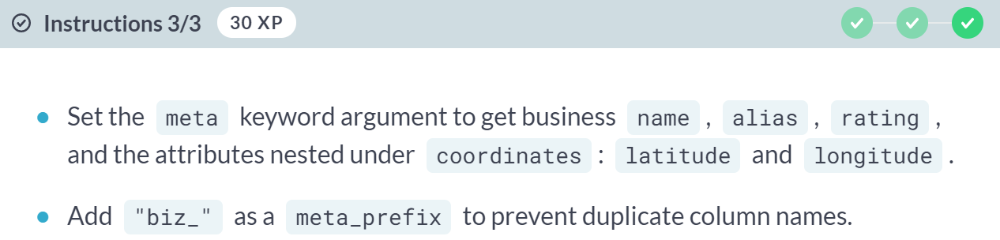 Instructions 3/3 30 XP
Set the meta keyword argument to get business name , alias , rating ,
and the attributes nested under coordinates : latitude and longitude .
Add "biz_" as a meta_prefix to prevent duplicate column names.